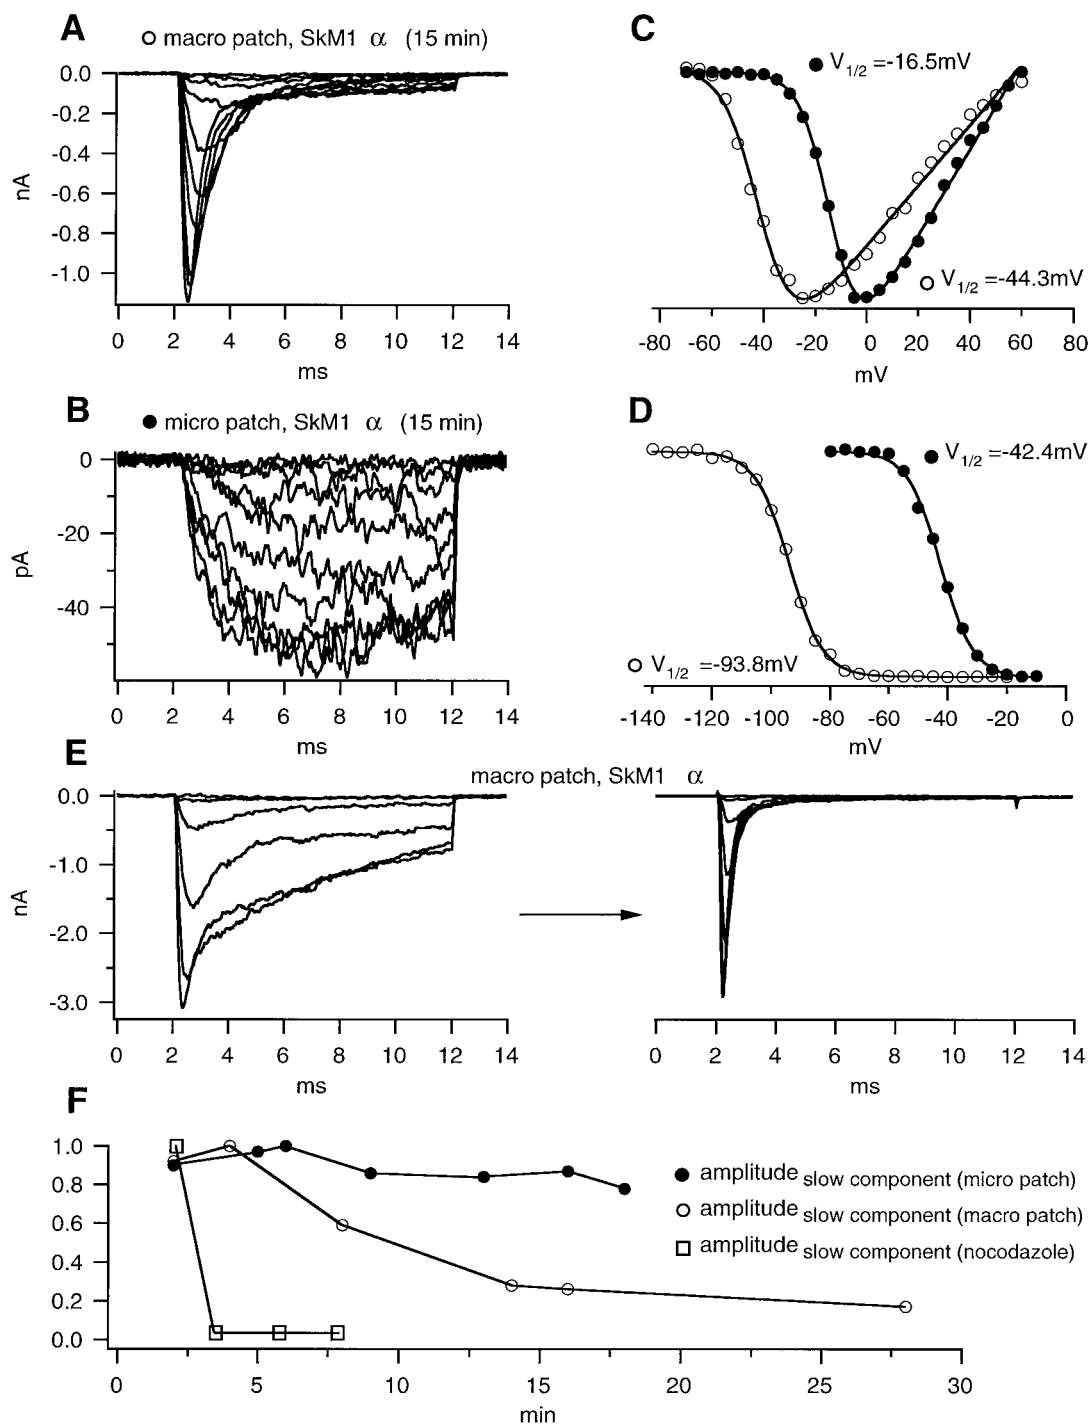 A
○ macro patch, SkM1 α (15 min)
0.0
-0.2
-0.4
-0.6
-0.8
-1.0
nA
0 2 4 6 8 10 12 14
ms
C
● V1/2 =-16.5mV
○ V1/2 =-44.3mV
-80 -60 -40 -20 0 20 40 60 80
mV
B
● micro patch, SkM1 α (15 min)
0
-20
-40
pA
0 2 4 6 8 10 12 14
ms
D
● V1/2 =-42.4mV
○ V1/2 =-93.8mV
-140 -120 -100 -80 -60 -40 -20 0
mV
E
macro patch, SkM1 α
0.0
-1.0
-2.0
-3.0
nA
0 2 4 6 8 10 12 14
ms
0 2 4 6 8 10 12 14
ms
F
1.0
0.8
0.6
0.4
0.2
0.0
● amplitude slow component (micro patch)
○ amplitude slow component (macro patch)
□ amplitude slow component (nocodazole)
0 5 10 15 20 25 30
min